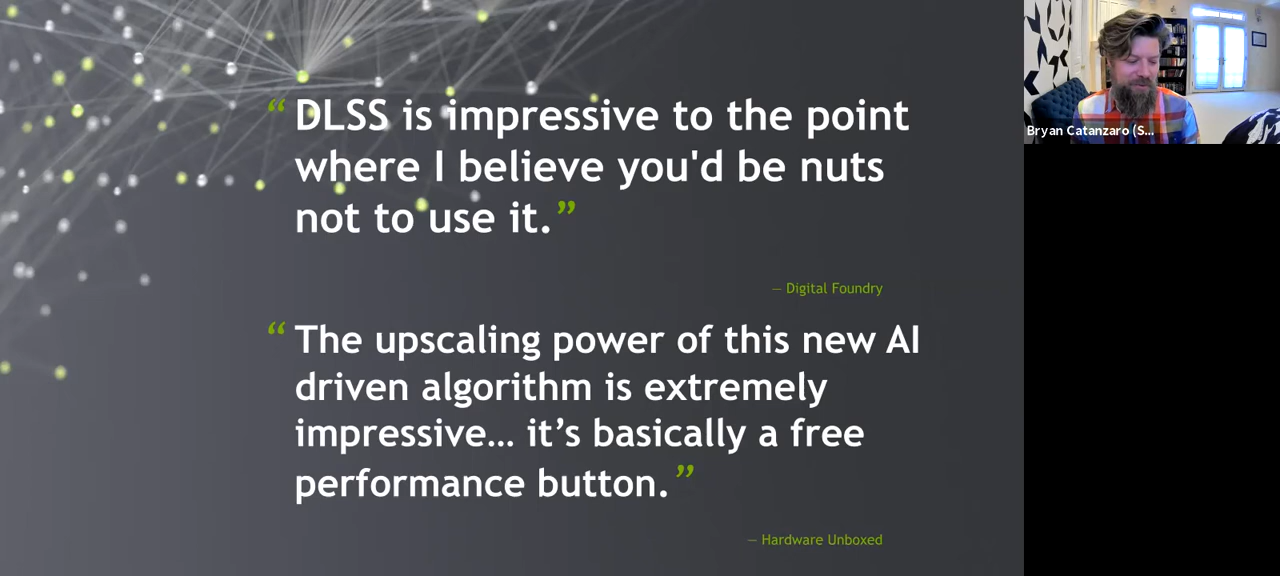 “ DLSS is impressive to the point
where I believe you'd be nuts
not to use it.”
— Digital Foundry
“ The upscaling power of this new AI
driven algorithm is extremely
impressive… it’s basically a free
performance button.”
— Hardware Unboxed
Bryan Catanzaro (S...